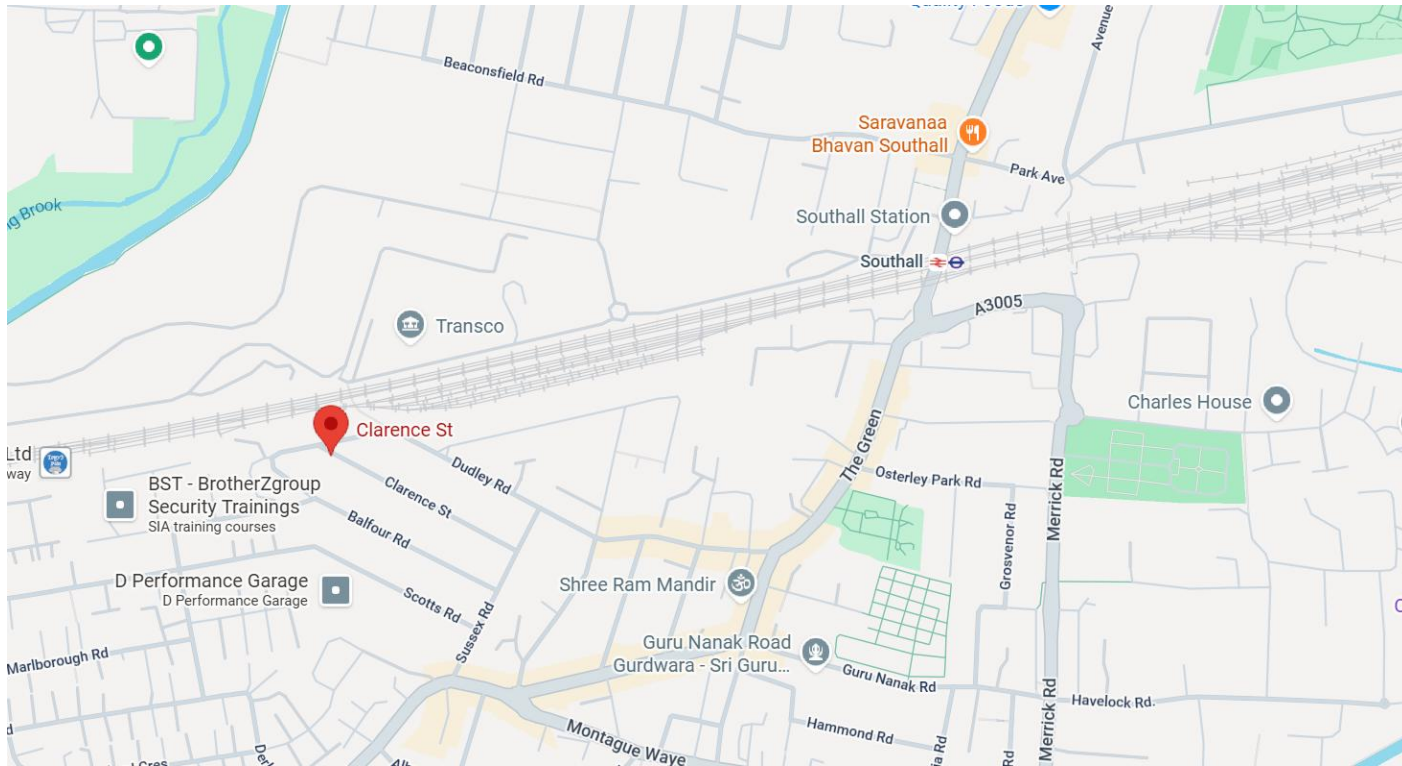 Beaconsfield Rd
Avenue
Saravanaa
Bhavan Southall
Park Ave
Brook
Southall Station
Southall
A3005
Transco
Charles House
Clarence St
Ltd
way
The Green
Dudley Rd
Osterley Park Rd
BST - BrotherZgroup
Security Trainings
SIA training courses
Clarence St
Merrick Rd
Grosvenor Rd
Balfour Rd
D Performance Garage
D Performance Garage
Shree Ram Mandir
Scotts Rd
Sussex Rd
Guru Nanak Road
Gurdwara - Sri Guru...
Marlborough Rd
Guru Nanak Rd
Havelock Rd.
Hammond Rd
Montague Waye
Merrick Rd
Rd